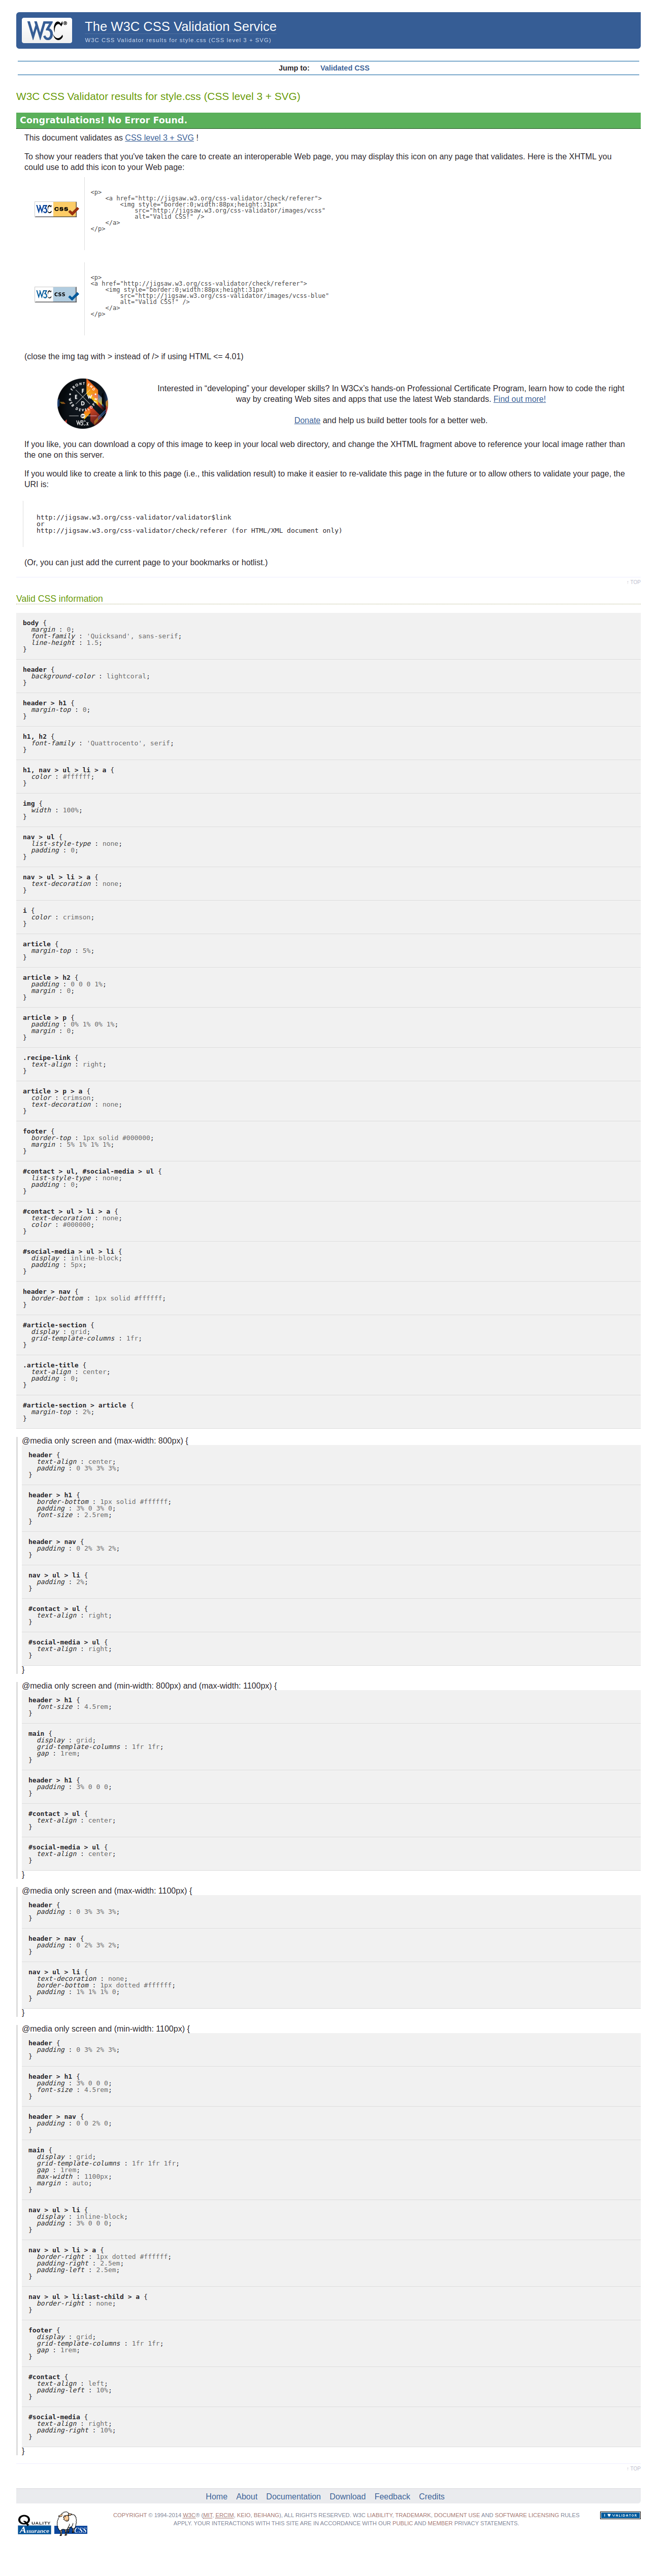 W3C®
The W3C CSS Validation Service
W3C CSS Validator results for style.css (CSS level 3 + SVG)
Jump to: Validated CSS
W3C CSS Validator results for style.css (CSS level 3 + SVG)
Congratulations! No Error Found.
This document validates as CSS level 3 + SVG !
To show your readers that you've taken the care to create an interoperable Web page, you may display this icon on any page that validates. Here is the XHTML you
could use to add this icon to your Web page:
W3C css
<p>
<a href="http://jigsaw.w3.org/css-validator/check/referer">
<img style="border:0;width:88px;height:31px"
src="http://jigsaw.w3.org/css-validator/images/vcss"
alt="Valid CSS!" />
</a>
</p>
W3C css
<p>
<a href="http://jigsaw.w3.org/css-validator/check/referer">
<img style="border:0;width:88px;height:31px"
src="http://jigsaw.w3.org/css-validator/images/vcss-blue"
alt="Valid CSS!" />
</a>
</p>
(close the img tag with > instead of /> if using HTML <= 4.01)
Interested in “developing” your developer skills? In W3Cx’s hands-on Professional Certificate Program, learn how to code the right
way by creating Web sites and apps that use the latest Web standards. Find out more!
Donate and help us build better tools for a better web.
If you like, you can download a copy of this image to keep in your local web directory, and change the XHTML fragment above to reference your local image rather than
the one on this server.
If you would like to create a link to this page (i.e., this validation result) to make it easier to re-validate this page in the future or to allow others to validate your page, the
URI is:
http://jigsaw.w3.org/css-validator/validator$link
or
http://jigsaw.w3.org/css-validator/check/referer (for HTML/XML document only)
(Or, you can just add the current page to your bookmarks or hotlist.)
↑ TOP
Valid CSS information
body {
margin : 0;
font-family : 'Quicksand', sans-serif;
line-height : 1.5;
}
header {
background-color : lightcoral;
}
header > h1 {
margin-top : 0;
}
h1, h2 {
font-family : 'Quattrocento', serif;
}
h1, nav > ul > li > a {
color : #ffffff;
}
img {
width : 100%;
}
nav > ul {
list-style-type : none;
padding : 0;
}
nav > ul > li > a {
text-decoration : none;
}
i {
color : crimson;
}
article {
margin-top : 5%;
}
article > h2 {
padding : 0 0 0 1%;
margin : 0;
}
article > p {
padding : 0% 1% 0% 1%;
margin : 0;
}
.recipe-link {
text-align : right;
}
article > p > a {
color : crimson;
text-decoration : none;
}
footer {
border-top : 1px solid #000000;
margin : 5% 1% 1% 1%;
}
#contact > ul, #social-media > ul {
list-style-type : none;
padding : 0;
}
#contact > ul > li > a {
text-decoration : none;
color : #000000;
}
#social-media > ul > li {
display : inline-block;
padding : 5px;
}
header > nav {
border-bottom : 1px solid #ffffff;
}
#article-section {
display : grid;
grid-template-columns : 1fr;
}
.article-title {
text-align : center;
padding : 0;
}
#article-section > article {
margin-top : 2%;
}
@media only screen and (max-width: 800px) {
header {
text-align : center;
padding : 0 3% 3% 3%;
}
header > h1 {
border-bottom : 1px solid #ffffff;
padding : 3% 0 3% 0;
font-size : 2.5rem;
}
header > nav {
padding : 0 2% 3% 2%;
}
nav > ul > li {
padding : 2%;
}
#contact > ul {
text-align : right;
}
#social-media > ul {
text-align : right;
}
}
@media only screen and (min-width: 800px) and (max-width: 1100px) {
header > h1 {
font-size : 4.5rem;
}
main {
display : grid;
grid-template-columns : 1fr 1fr;
gap : 1rem;
}
header > h1 {
padding : 3% 0 0 0;
}
#contact > ul {
text-align : center;
}
#social-media > ul {
text-align : center;
}
}
@media only screen and (max-width: 1100px) {
header {
padding : 0 3% 3% 3%;
}
header > nav {
padding : 0 2% 3% 2%;
}
nav > ul > li {
text-decoration : none;
border-bottom : 1px dotted #ffffff;
padding : 1% 1% 1% 0;
}
}
@media only screen and (min-width: 1100px) {
header {
padding : 0 3% 2% 3%;
}
header > h1 {
padding : 3% 0 0 0;
font-size : 4.5rem;
}
header > nav {
padding : 0 0 2% 0;
}
main {
display : grid;
grid-template-columns : 1fr 1fr 1fr;
gap : 1rem;
max-width : 1100px;
margin : auto;
}
nav > ul > li {
display : inline-block;
padding : 3% 0 0 0;
}
nav > ul > li > a {
border-right : 1px dotted #ffffff;
padding-right : 2.5em;
padding-left : 2.5em;
}
nav > ul > li:last-child > a {
border-right : none;
}
footer {
display : grid;
grid-template-columns : 1fr 1fr;
gap : 1rem;
}
#contact {
text-align : left;
padding-left : 10%;
}
#social-media {
text-align : right;
padding-right : 10%;
}
}
↑ TOP
Home About Documentation Download Feedback Credits
Quality Assurance CSS
COPYRIGHT © 1994-2014 W3C® (MIT, ERCIM, KEIO, BEIHANG), ALL RIGHTS RESERVED. W3C LIABILITY, TRADEMARK, DOCUMENT USE AND SOFTWARE LICENSING RULES
APPLY. YOUR INTERACTIONS WITH THIS SITE ARE IN ACCORDANCE WITH OUR PUBLIC AND MEMBER PRIVACY STATEMENTS.
I ♥ VALIDATOR